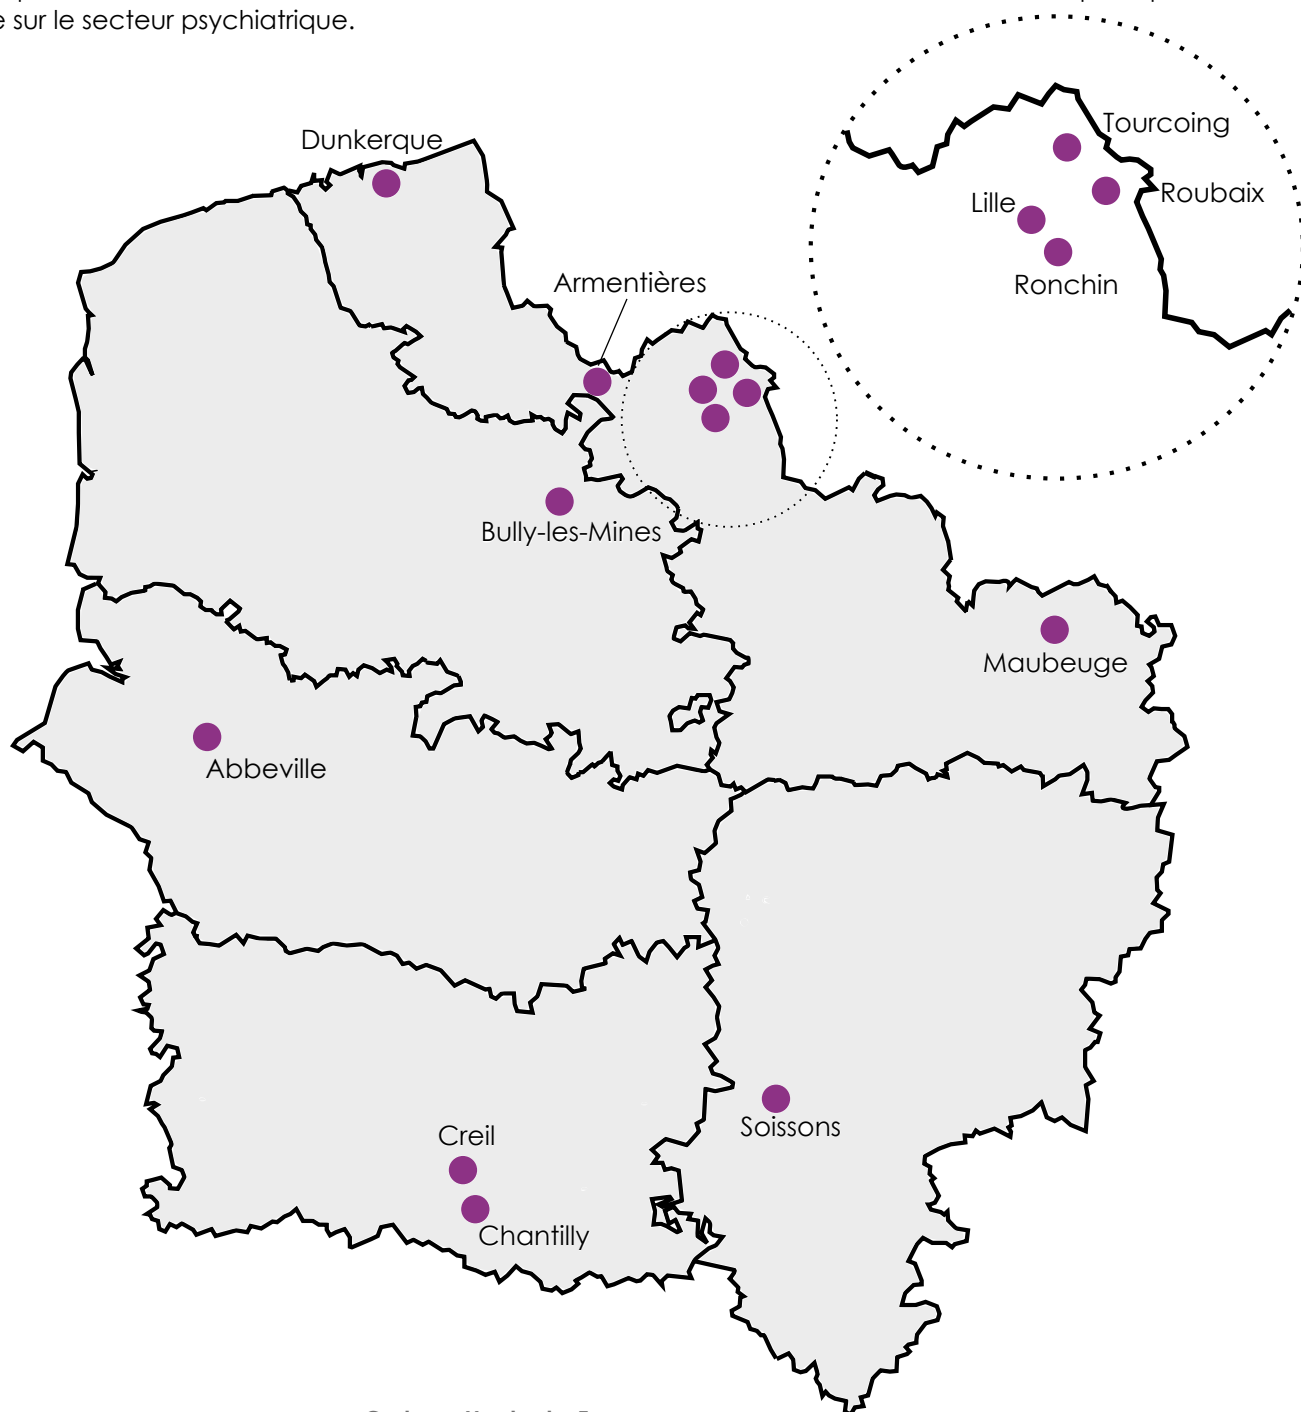 sur le secteur psychiatrique.
Dunkerque
Tourcoing
Roubaix
Lille
Ronchin
Armentières
Bully-les-Mines
Maubeuge
Abbeville
Soissons
Creil
Chantilly